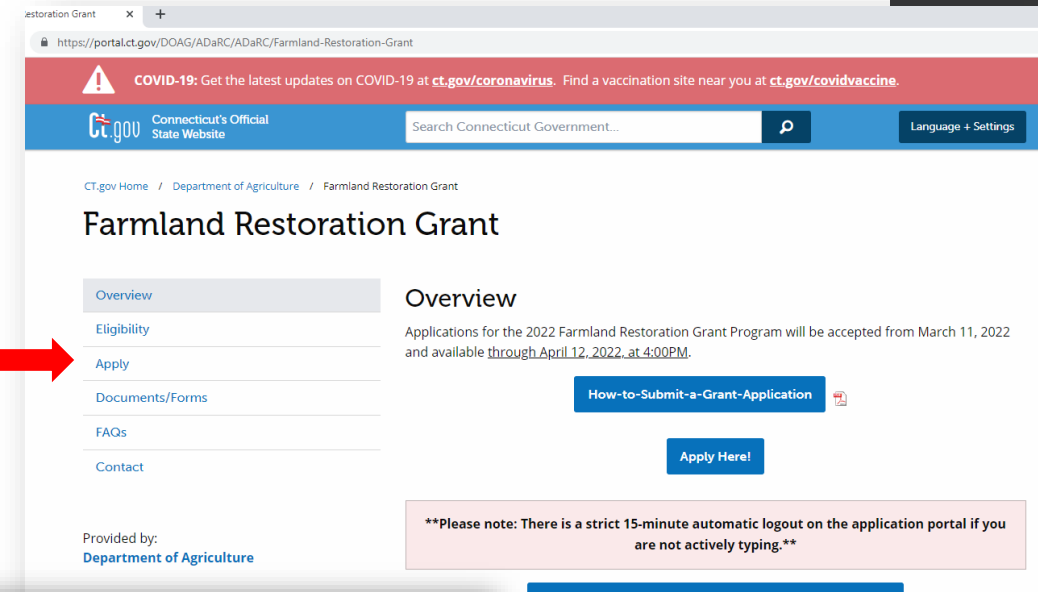 estoration Grant × +
https://portal.ct.gov/DOAG/ADaRC/ADaRC/Farmland-Restoration-Grant
COVID-19: Get the latest updates on COVID-19 at ct.gov/coronavirus. Find a vaccination site near you at ct.gov/covidvaccine.
Ct.gov
Connecticut's Official
State Website
Search Connecticut Government...
Language + Settings
CT.gov Home / Department of Agriculture / Farmland Restoration Grant
Farmland Restoration Grant
Overview
Eligibility
Apply
Documents/Forms
FAQs
Contact
Provided by:
Department of Agriculture
Overview
Applications for the 2022 Farmland Restoration Grant Program will be accepted from March 11, 2022
and available through April 12, 2022, at 4:00PM.
How-to-Submit-a-Grant-Application
Apply Here!
**Please note: There is a strict 15-minute automatic logout on the application portal if you
are not actively typing.**